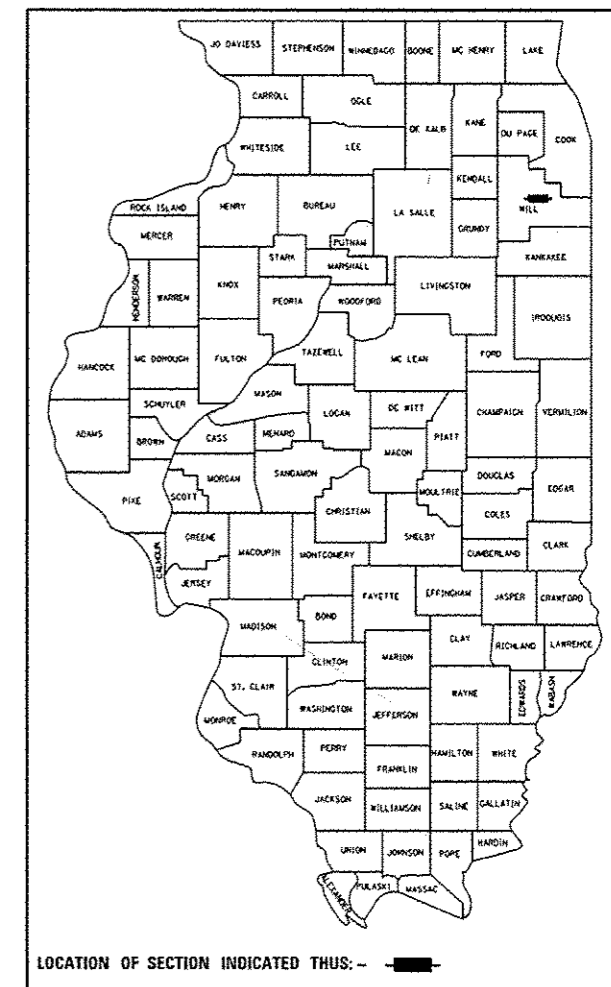 JO DAVIESS STEPHENSON WINNEBAGO BOONE MC HENRY LAKE
CARROLL OGLE DE KALB KANE DU PAGE COOK
WHITESIDE LEE KENDALL WILL
ROCK ISLAND HENRY BUREAU LA SALLE GRUNDY
MERCER PUTNAM KANKAKEE
HENDERSON WARREN KNOX STARK MARSHALL LIVINGSTON
PEORIA WOODFORD IROQUOIS
HANCOCK MC DONOUGH FULTON TAZEWELL MC LEAN FORD
SCHUYLER MASON LOGAN DE WITT CHAMPAIGN VERMILION
ADAMS BROWN CASS MENARD MACON PIATT
PIKE SCOTT MORGAN SANGAMON MOULTRIE DOUGLAS EDGAR
CHRISTIAN COLES
CALHOUN GREENE MACOUPIN MONTGOMERY SHELBY CUMBERLAND CLARK
JERSEY FAYETTE EFFINGHAM JASPER CRAWFORD
MADISON BOND CLAY RICHLAND LAWRENCE
CLINTON MARION
ST. CLAIR WAYNE EDWARDS WABASH
MONROE WASHINGTON JEFFERSON
RANDOLPH PERRY HAMILTON WHITE
FRANKLIN
JACKSON WILLIAMSON SALINE GALLATIN
UNION JOHNSON POPE HARDIN
ALEXANDER PULASKI MASSAC
LOCATION OF SECTION INDICATED THUS: -